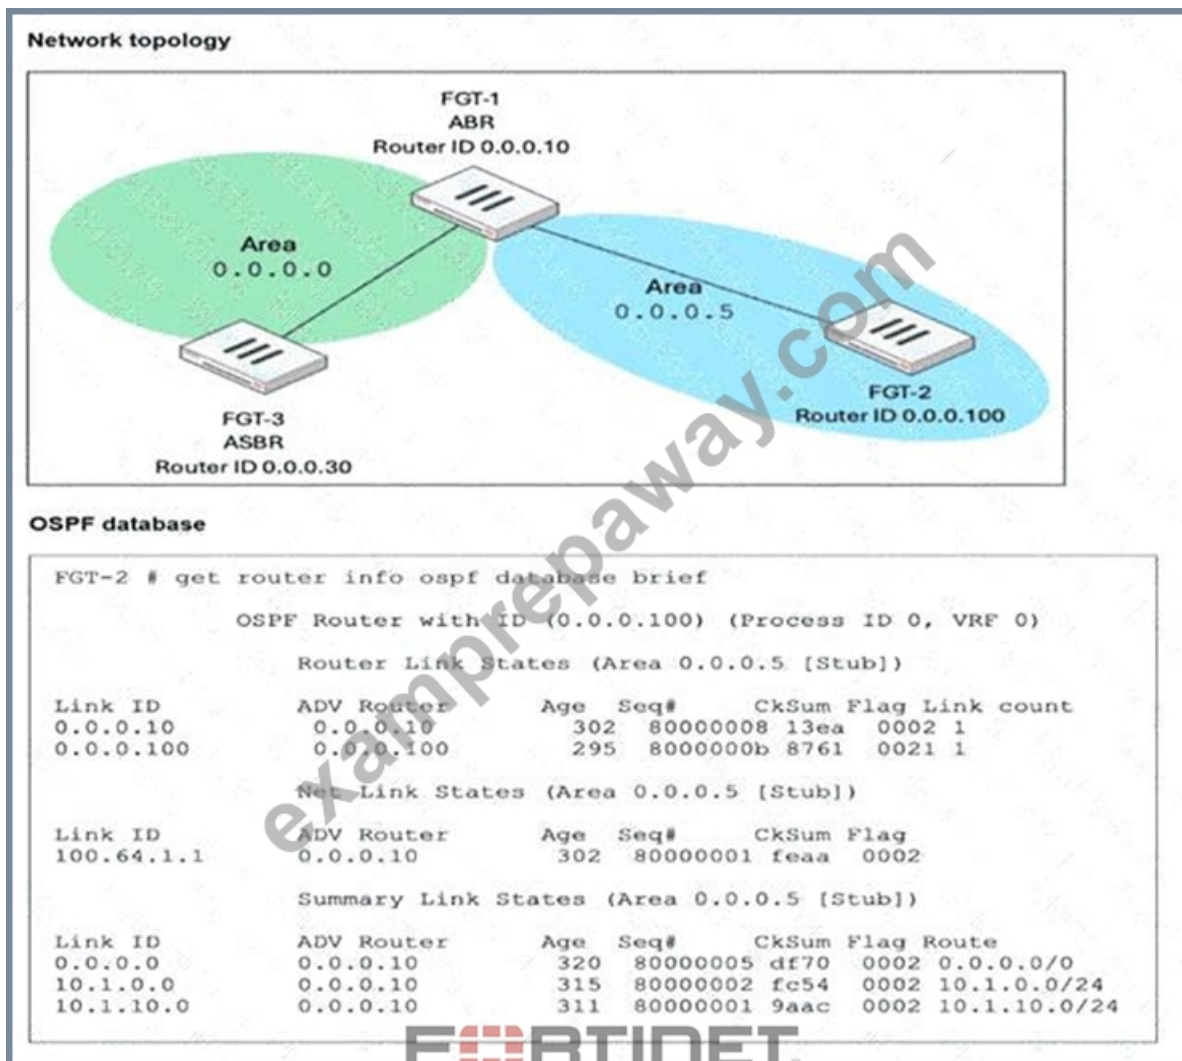 Network topology
FGT-1
ABR
Router ID 0.0.0.10
Area
0.0.0.0
Area
0.0.0.5
FGT-2
Router ID 0.0.0.100
FGT-3
ASBR
Router ID 0.0.0.30
OSPF database
FGT-2 # get router info ospf database brief
OSPF Router with ID (0.0.0.100) (Process ID 0, VRF 0)
Router Link States (Area 0.0.0.5 [Stub])
Link ID ADV Router Age Seq# CkSum Flag Link count
0.0.0.10 0.0.0.10 302 80000008 13ea 0002 1
0.0.0.100 0.0.0.100 295 8000000b 8761 0021 1
Net Link States (Area 0.0.0.5 [Stub])
Link ID ADV Router Age Seq# CkSum Flag
100.64.1.1 0.0.0.10 302 80000001 feaa 0002
Summary Link States (Area 0.0.0.5 [Stub])
Link ID ADV Router Age Seq# CkSum Flag Route
0.0.0.0 0.0.0.10 320 80000005 df70 0002 0.0.0.0/0
10.1.0.0 0.0.0.10 315 80000002 fc54 0002 10.1.0.0/24
10.1.10.0 0.0.0.10 311 80000001 9aac 0002 10.1.10.0/24
examprepaway.com
FORTINET